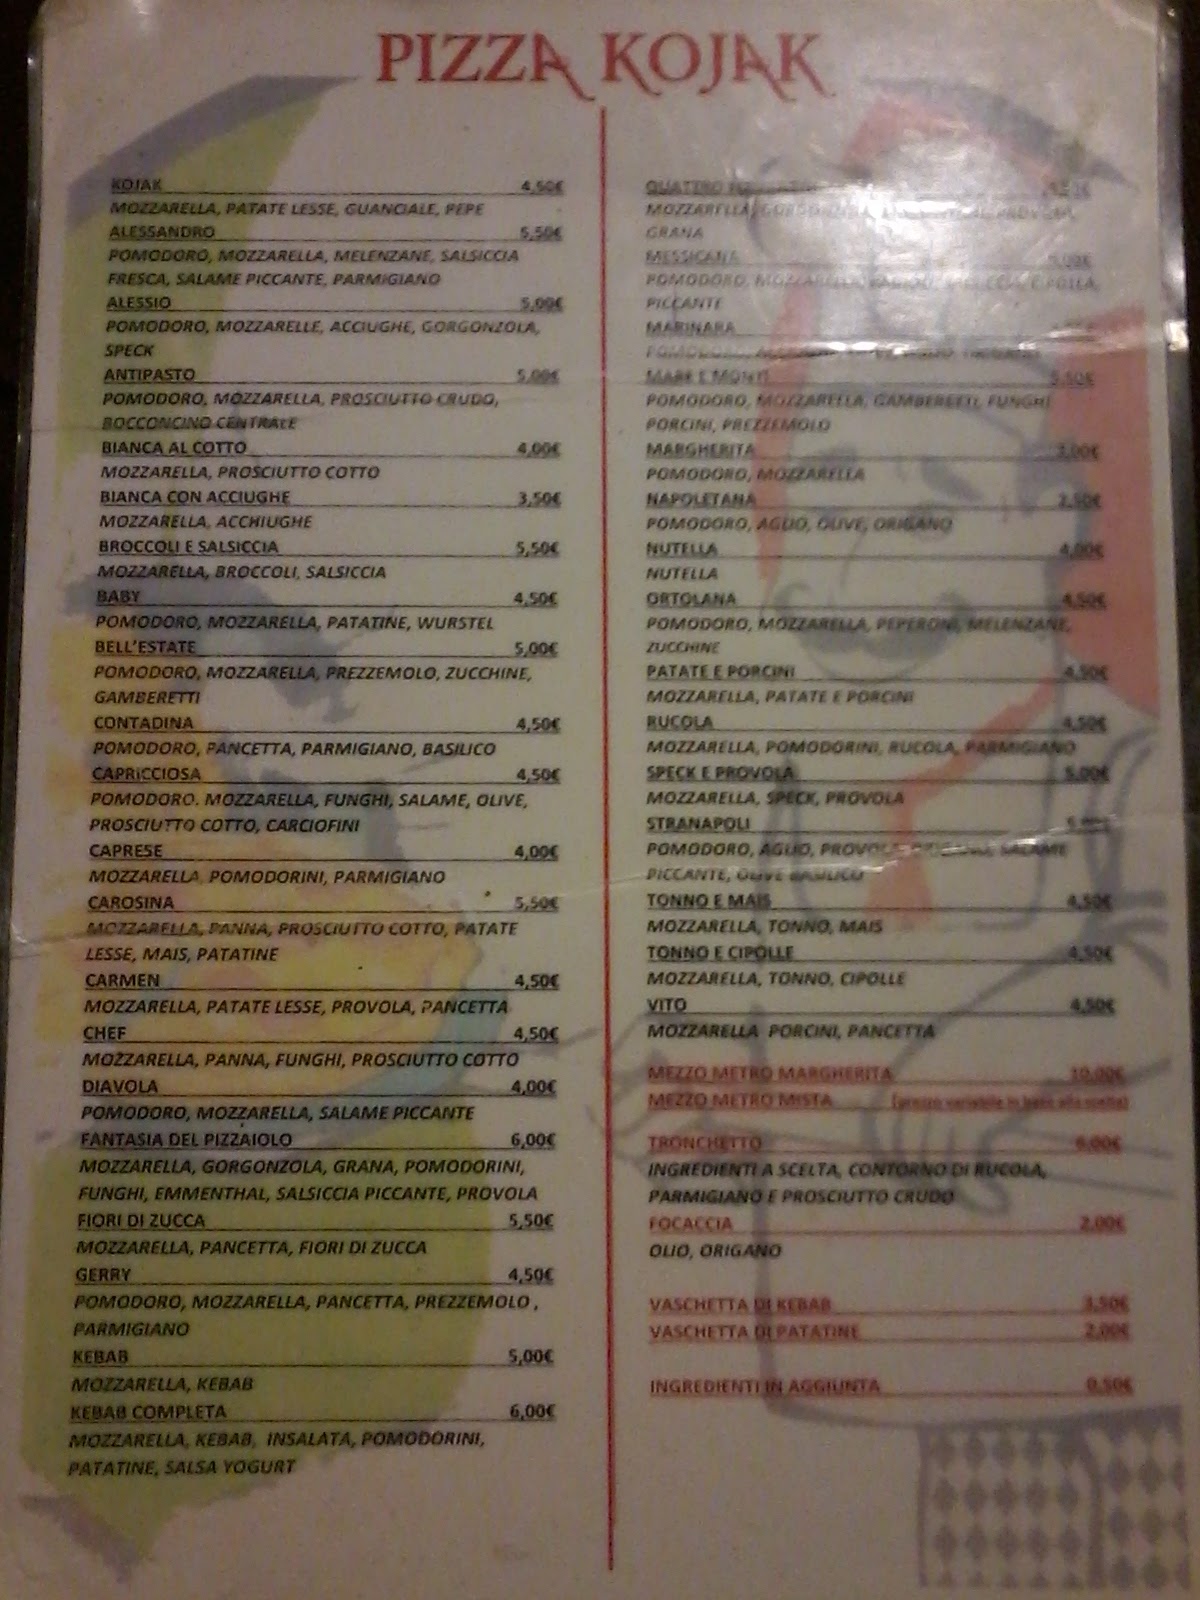 PIZZA KOJAK
KOJAK 4,50€
MOZZARELLA, PATATE LESSE, GUANCIALE, PEPE
ALESSANDRO 5,50€
POMODORO, MOZZARELLA, MELENZANE, SALSICCIA
FRESCA, SALAME PICCANTE, PARMIGIANO
ALESSIO 5,00€
POMODORO, MOZZARELLE, ACCIUGHE, GORGONZOLA,
SPECK
ANTIPASTO 5,00€
POMODORO, MOZZARELLA, PROSCIUTTO CRUDO,
BOCCONCINO CENTRALE
BIANCA AL COTTO 4,00€
MOZZARELLA, PROSCIUTTO COTTO
BIANCA CON ACCIUGHE 3,50€
MOZZARELLA, ACCHIUGHE
BROCCOLI E SALSICCIA 5,50€
MOZZARELLA, BROCCOLI, SALSICCIA
BABY 4,50€
POMODORO, MOZZARELLA, PATATINE, WURSTEL
BELL'ESTATE 5,00€
POMODORO, MOZZARELLA, PREZZEMOLO, ZUCCHINE,
GAMBERETTI
CONTADINA 4,50€
POMODORO, PANCETTA, PARMIGIANO, BASILICO
CAPRICCIOSA 4,50€
POMODORO. MOZZARELLA, FUNGHI, SALAME, OLIVE,
PROSCIUTTO COTTO, CARCIOFINI
CAPRESE 4,00€
MOZZARELLA, POMODORINI, PARMIGIANO
CAROSINA 5,50€
MOZZARELLA, PANNA, PROSCIUTTO COTTO, PATATE
LESSE, MAIS, PATATINE
CARMEN 4,50€
MOZZARELLA, PATATE LESSE, PROVOLA, PANCETTA
CHEF 4,50€
MOZZARELLA, PANNA, FUNGHI, PROSCIUTTO COTTO
DIAVOLA 4,00€
POMODORO, MOZZARELLA, SALAME PICCANTE
FANTASIA DEL PIZZAIOLO 6,00€
MOZZARELLA, GORGONZOLA, GRANA, POMODORINI,
FUNGHI, EMMENTHAL, SALSICCIA PICCANTE, PROVOLA
FIORI DI ZUCCA 5,50€
MOZZARELLA, PANCETTA, FIORI DI ZUCCA
GERRY 4,50€
POMODORO, MOZZARELLA, PANCETTA, PREZZEMOLO ,
PARMIGIANO
KEBAB 5,00€
MOZZARELLA, KEBAB
KEBAB COMPLETA 6,00€
MOZZARELLA, KEBAB, INSALATA, POMODORINI,
PATATINE, SALSA YOGURT
QUATTRO
MOZZARELLA, PROVOLA,
GRANA
MESSICANA
POMODORO, MOZZARELLA, CIPOLLA,
PICCANTE
MARINARA
POMODORO,
MARE E MONTI 5,50€
POMODORO, MOZZARELLA, GAMBERETTI, FUNGHI
PORCINI, PREZZEMOLO
MARGHERITA 3,00€
POMODORO, MOZZARELLA
NAPOLETANA 2,50€
POMODORO, AGLIO, OLIVE, ORIGANO
NUTELLA 4,00€
NUTELLA
ORTOLANA 4,50€
POMODORO, MOZZARELLA, PEPERONI, MELENZANE,
ZUCCHINE
PATATE E PORCINI 4,50€
MOZZARELLA, PATATE E PORCINI
RUCOLA 4,50€
MOZZARELLA, POMODORINI, RUCOLA, PARMIGIANO
SPECK E PROVOLA 5,00€
MOZZARELLA, SPECK, PROVOLA
STRANAPOLI
POMODORO, AGLIO, PROVOLA, ORIGANO, SALAME
PICCANTE, OLIVE BASILICO
TONNO E MAIS 4,50€
MOZZARELLA, TONNO, MAIS
TONNO E CIPOLLE 4,50€
MOZZARELLA, TONNO, CIPOLLE
VITO 4,50€
MOZZARELLA PORCINI, PANCETTA
MEZZO METRO MARGHERITA 10,00€
MEZZO METRO MISTA (prezzo variabile in base alla scelta)
TRONCHETTO 6,00€
INGREDIENTI A SCELTA, CONTORNO DI RUCOLA,
PARMIGIANO E PROSCIUTTO CRUDO
FOCACCIA 2,00€
OLIO, ORIGANO
VASCHETTA DI KEBAB 3,50€
VASCHETTA DI PATATINE 2,00€
INGREDIENTI IN AGGIUNTA 0,50€